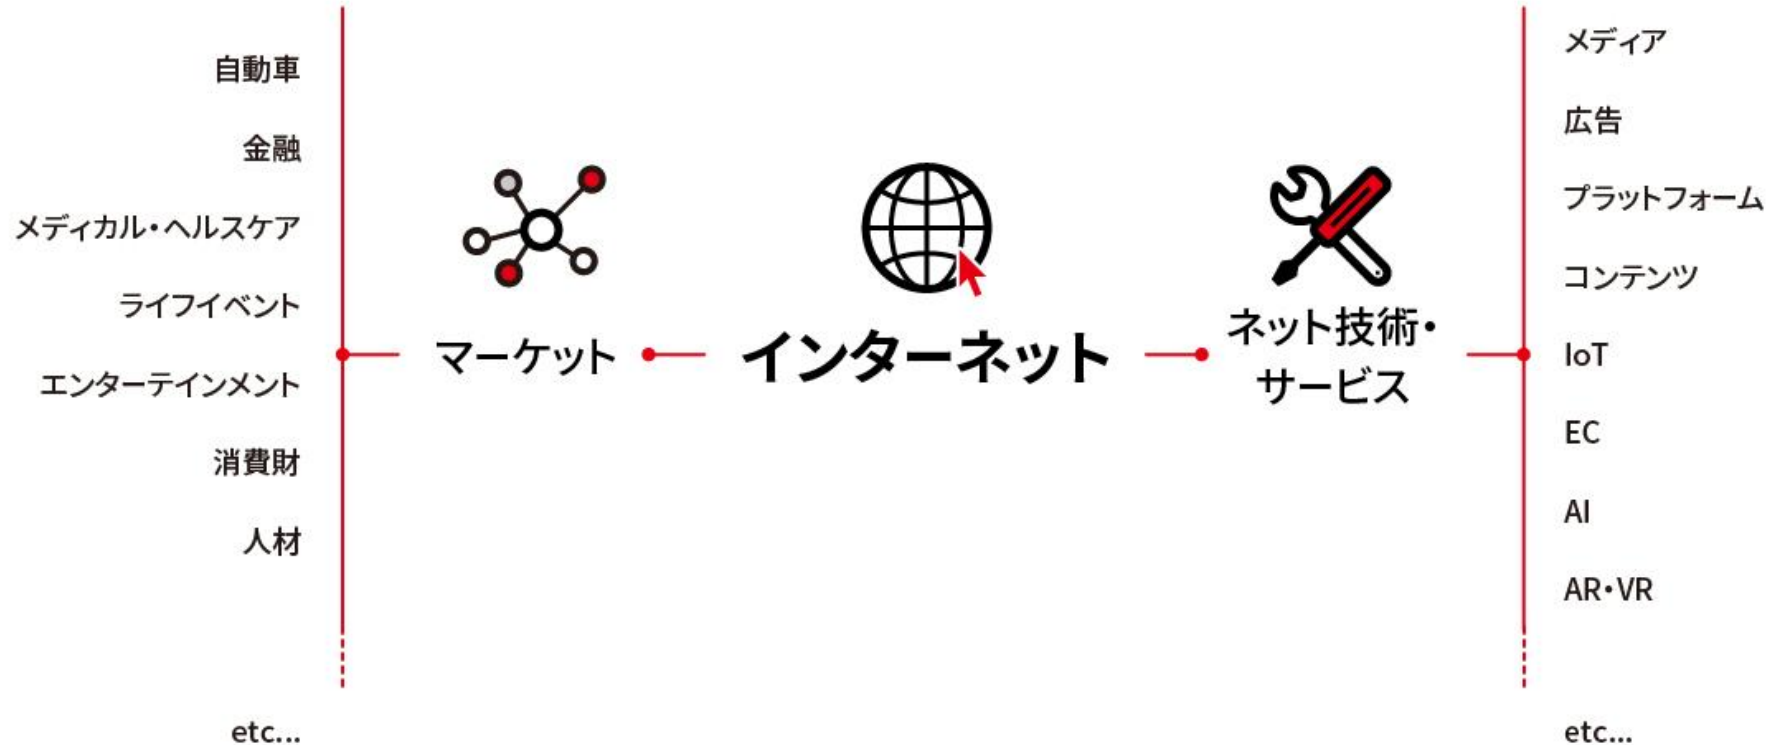 自動車
金融
メディカル・ヘルスケア
ライフイベント
エンターテインメント
消費財
人材
etc...
マーケット
インターネット
ネット技術・
サービス
メディア
広告
プラットフォーム
コンテンツ
IoT
EC
AI
AR・VR
etc...